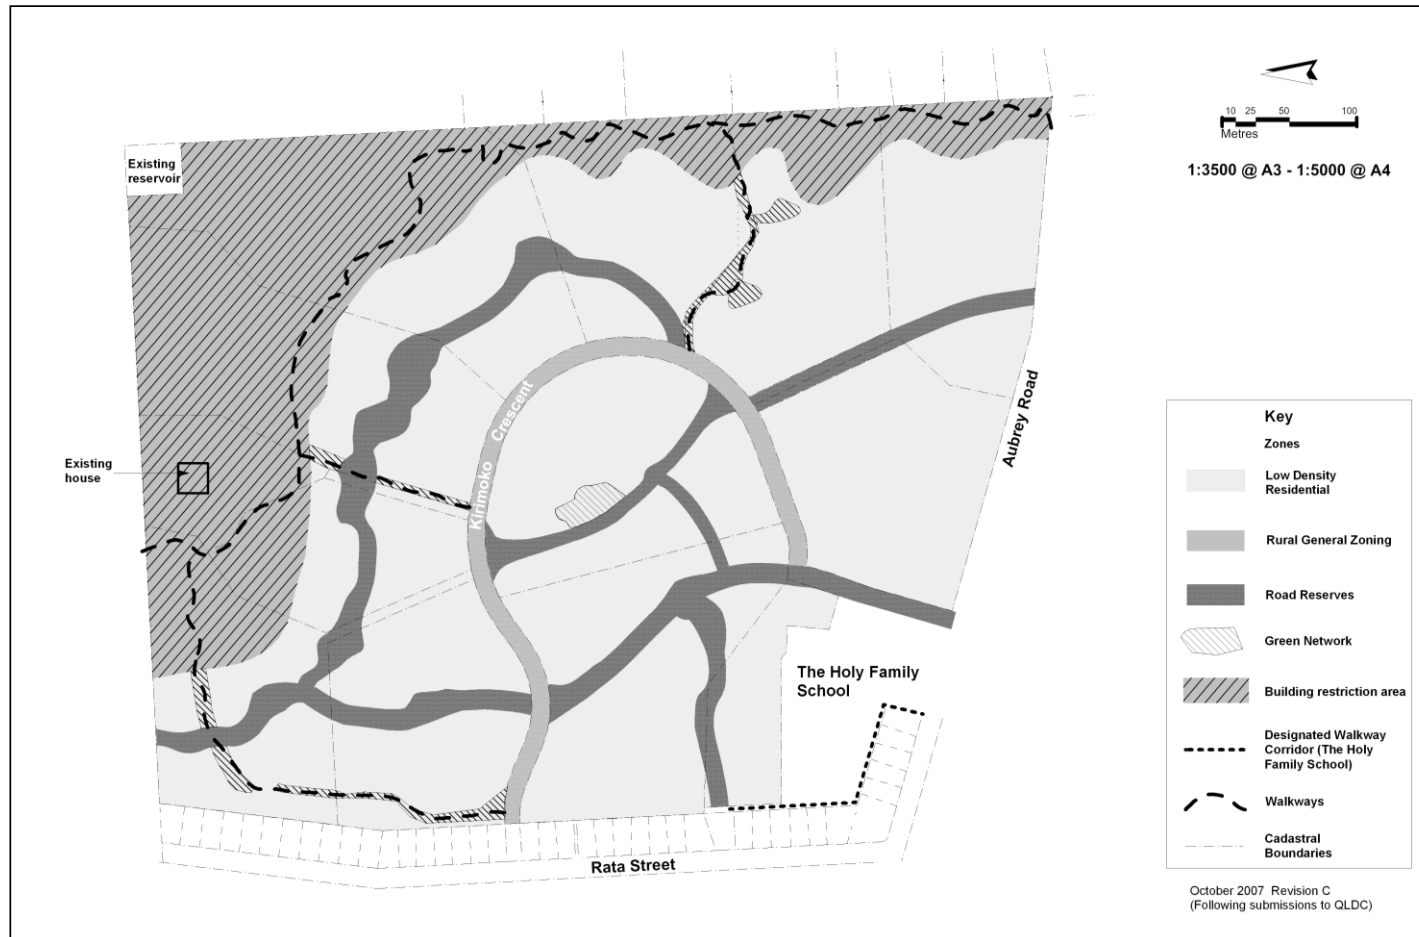 Existing
reservoir
10 25 50 100
Metres
1:3500 @ A3 - 1:5000 @ A4
Kirimoko Crescent
Aubrey Road
Existing
house
The Holy Family
School
Rata Street
Key
Zones
Low Density
Residential
Rural General Zoning
Road Reserves
Green Network
Building restriction area
Designated Walkway
Corridor (The Holy
Family School)
Walkways
Cadastral
Boundaries
October 2007 Revision C
(Following submissions to QLDC)